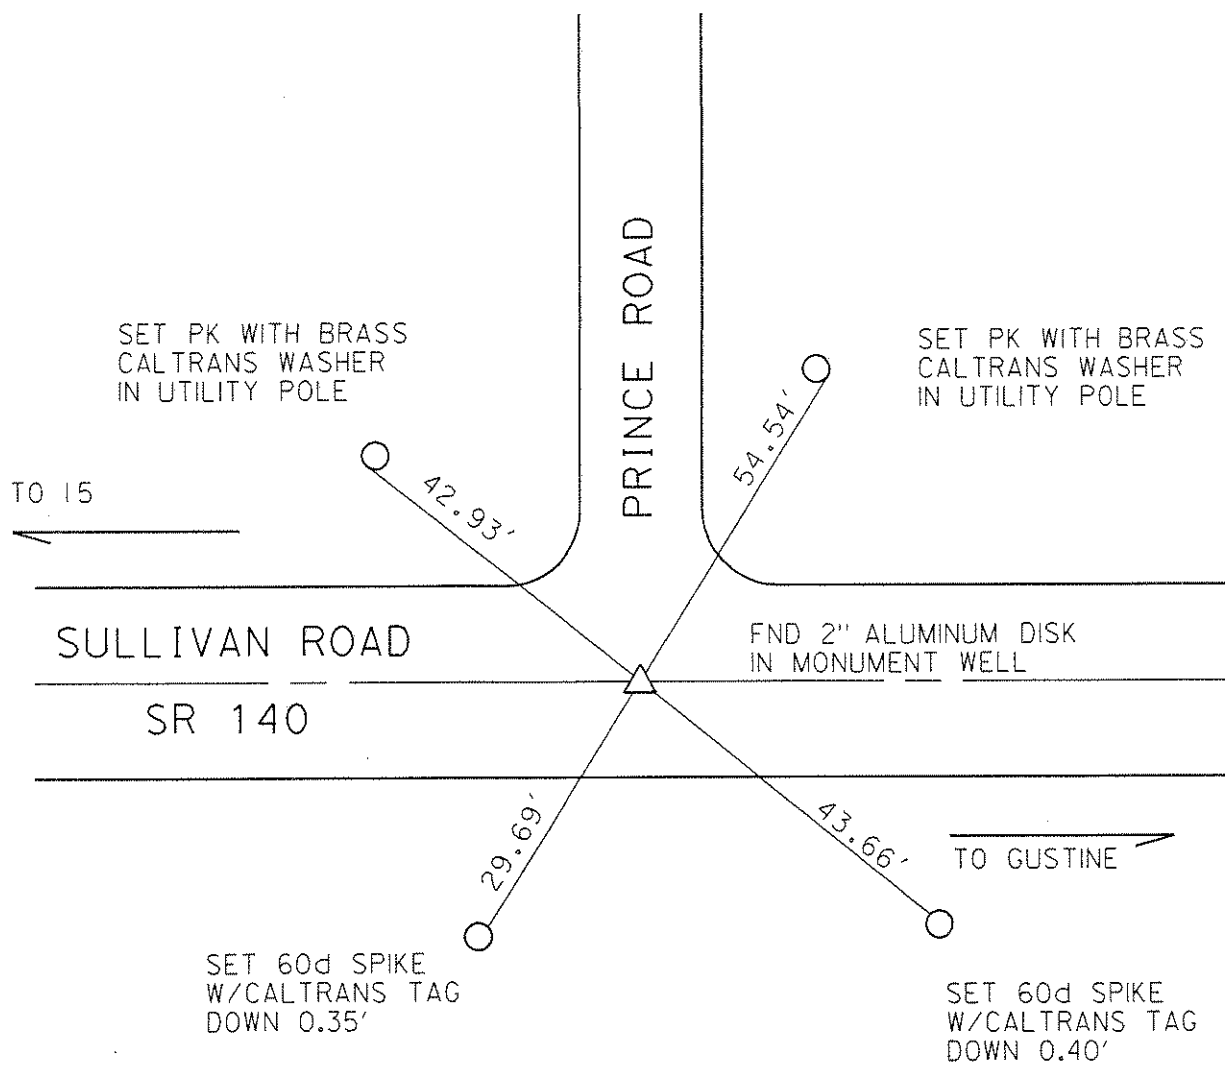 SET PK WITH BRASS
CALTRANS WASHER
IN UTILITY POLE
SET PK WITH BRASS
CALTRANS WASHER
IN UTILITY POLE
PRINCE ROAD
54.54'
42.93'
TO I5
SULLIVAN ROAD
FND 2" ALUMINUM DISK
IN MONUMENT WELL
SR 140
29.69'
43.66'
TO GUSTINE
SET 60d SPIKE
W/CALTRANS TAG
DOWN 0.35'
SET 60d SPIKE
W/CALTRANS TAG
DOWN 0.40'